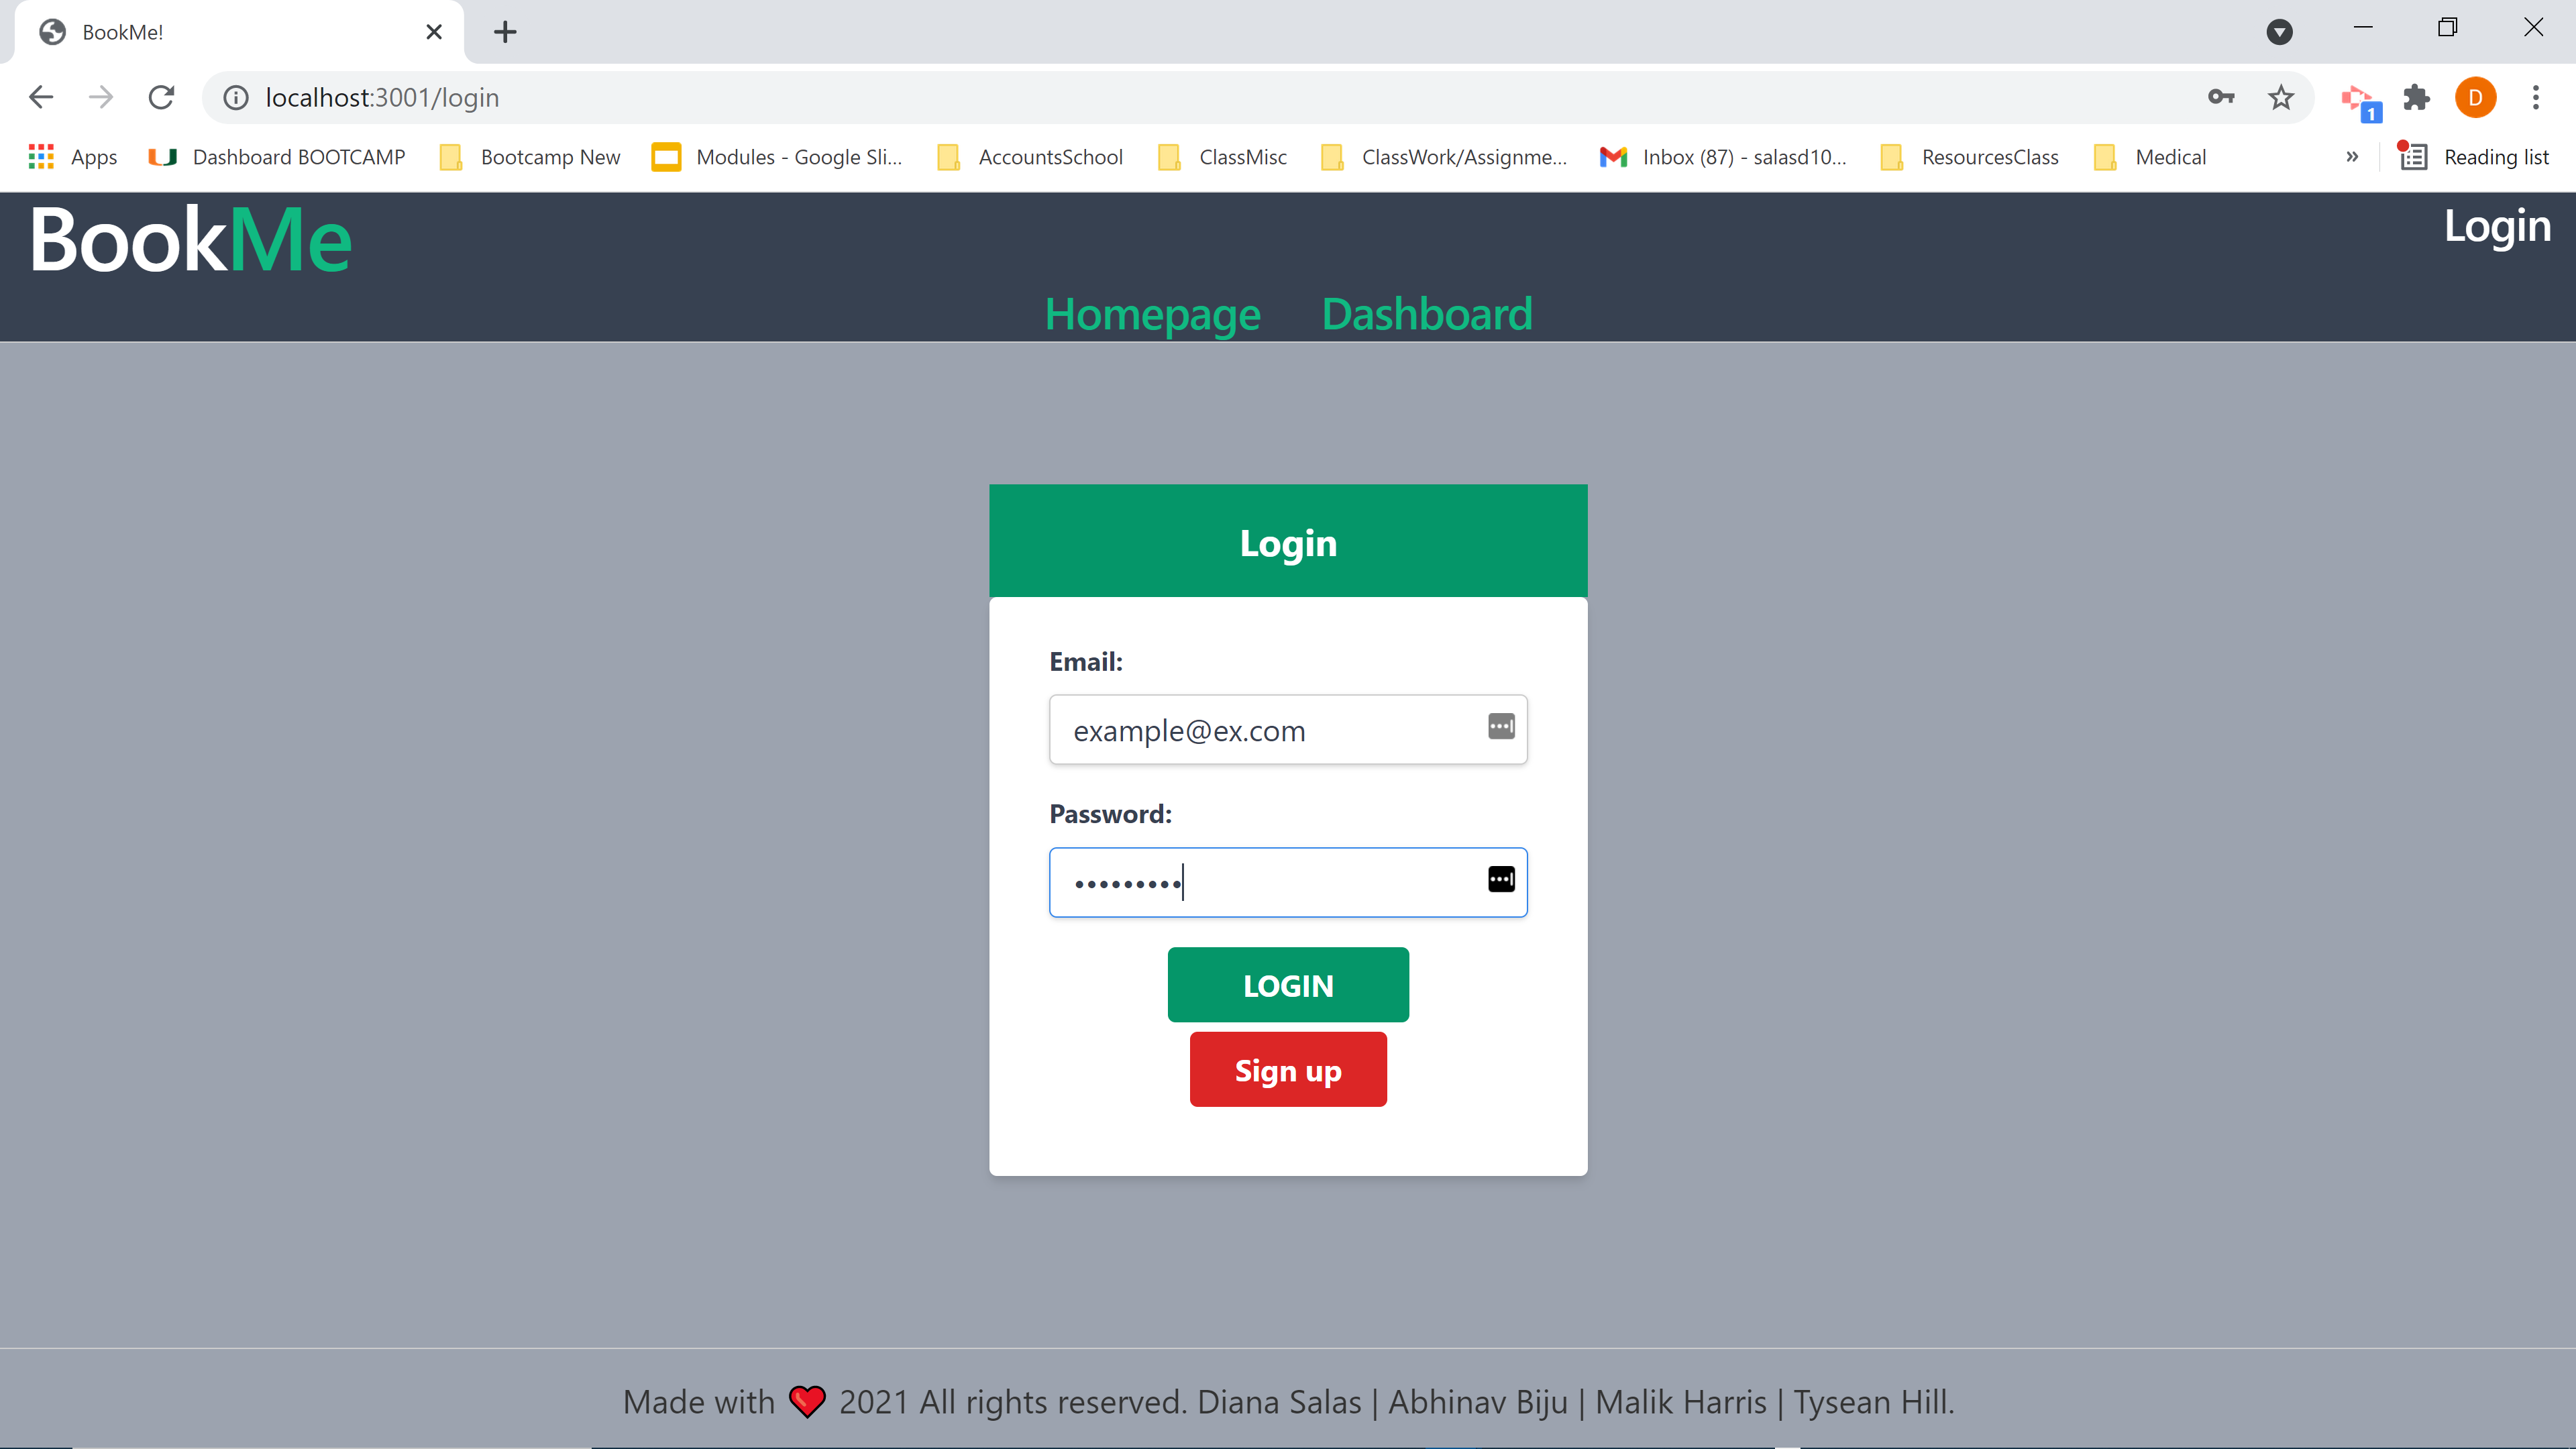 BookMe!
localhost:3001/login
1
D
Apps
Dashboard BOOTCAMP
Bootcamp New
Modules - Google Sli...
AccountsSchool
ClassMisc
ClassWork/Assignme...
Inbox (87) - salasd10...
ResourcesClass
Medical
»
Reading list
BookMe
Login
Homepage Dashboard
Login
Email:
example@ex.com
Password:
•••••••••
LOGIN
Sign up
Made with ❤ 2021 All rights reserved. Diana Salas | Abhinav Biju | Malik Harris | Tysean Hill.